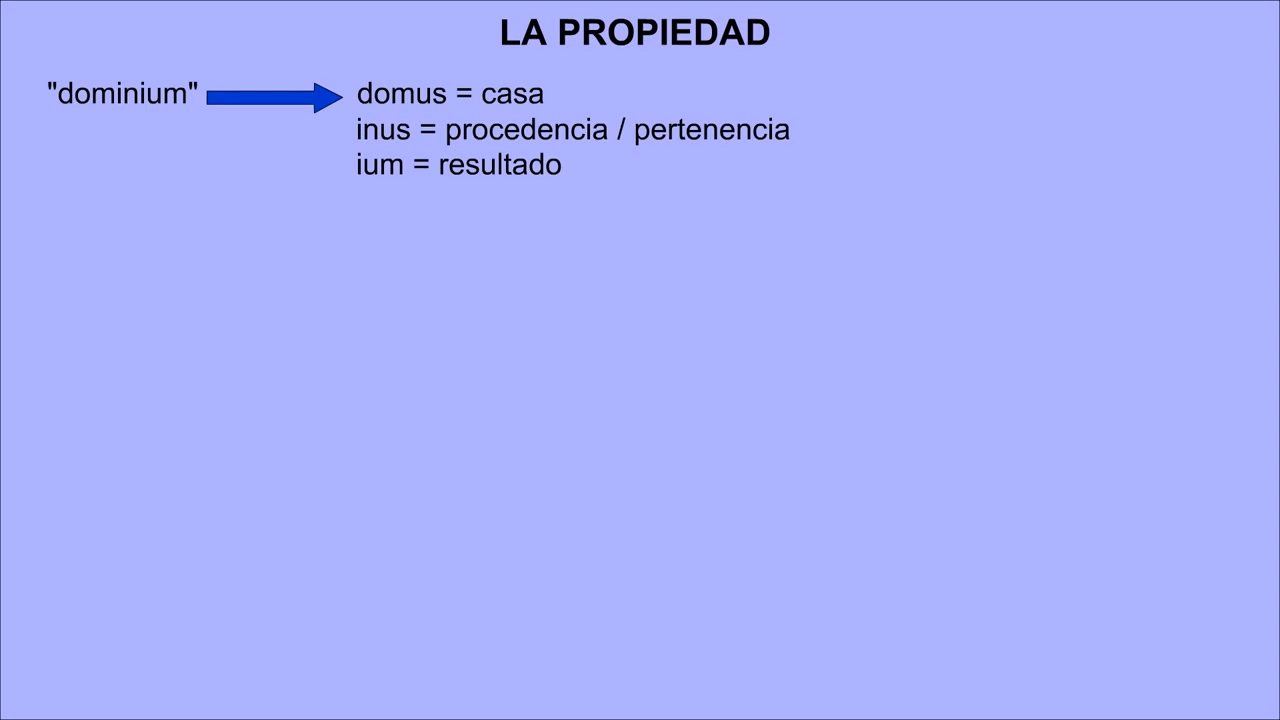 LA PROPIEDAD
"dominium" domus = casa
inus = procedencia / pertenencia
ium = resultado